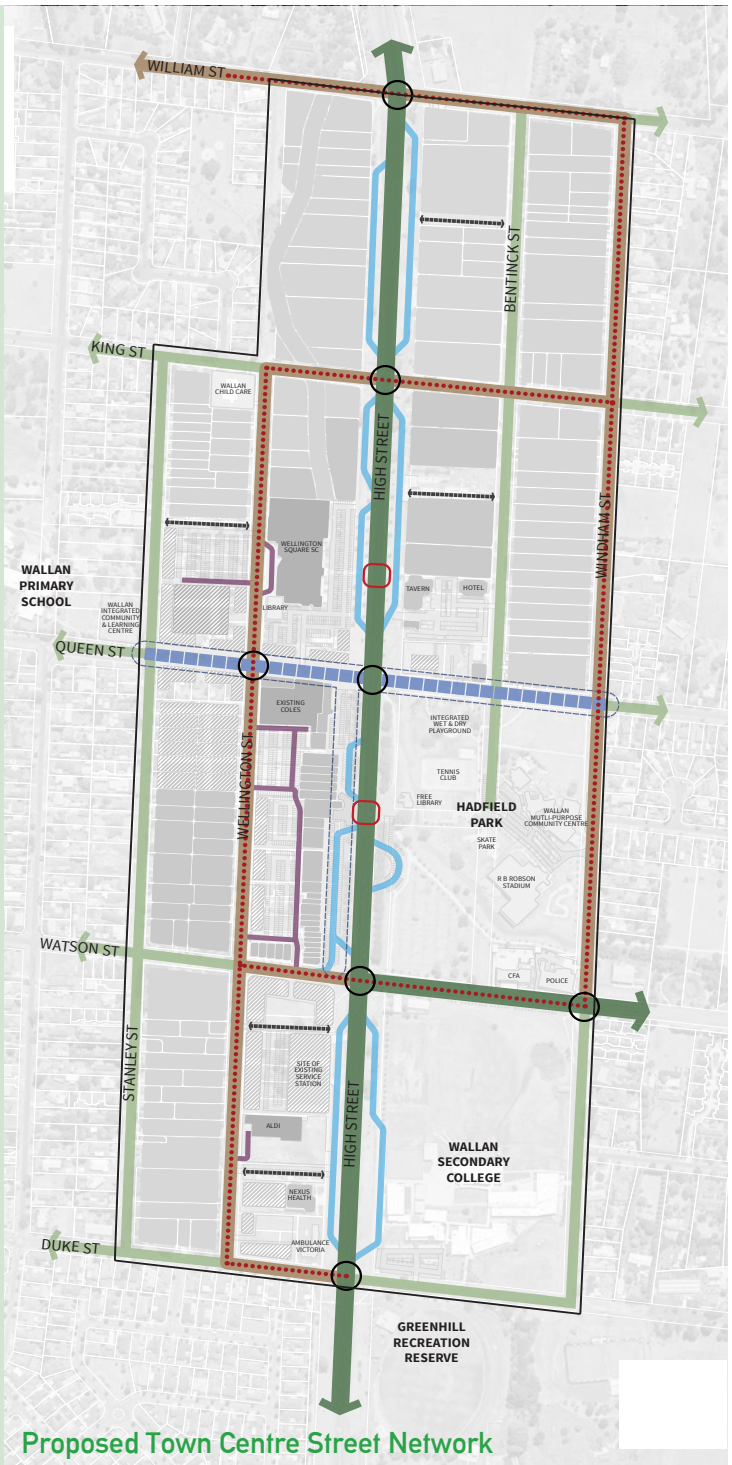 WILLIAM ST
BENTINCK ST
KING ST
WALLAN
CHILD CARE
HIGH STREET
WINDHAM ST
WELLINGTON
SQUARE SC
WALLAN
PRIMARY
SCHOOL
TAVERN
HOTEL
LIBRARY
WALLAN
INTEGRATED
COMMUNITY
& LEARNING
CENTRE
QUEEN ST
EXISTING
COLES
INTEGRATED
WET & DRY
PLAYGROUND
WELLINGTON ST
TENNIS
CLUB
FREE
LIBRARY
HADFIELD
PARK
WALLAN
MUTLI-PURPOSE
COMMUNITY CENTRE
SKATE
PARK
R B ROBSON
STADIUM
WATSON ST
CFA
POLICE
STANLEY ST
SITE OF
EXISTING
SERVICE
STATION
HIGH STREET
ALDI
WALLAN
SECONDARY
COLLEGE
NEXUS
HEALTH
DUKE ST
AMBULANCE
VICTORIA
GREENHILL
RECREATION
RESERVE
Proposed Town Centre Street Network